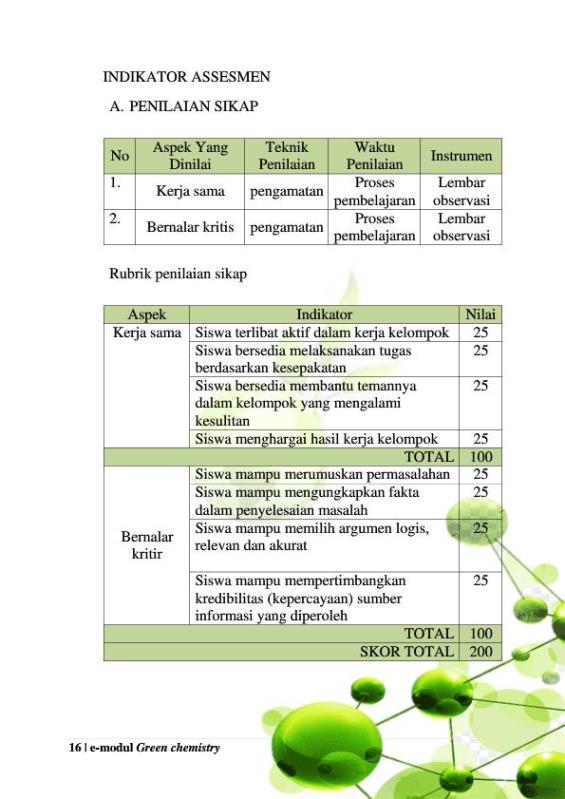 INDIKATOR ASSESMEN
A. PENILAIAN SIKAP
No Aspek Yang Dinilai Teknik Penilaian Waktu Penilaian Instrumen
1. Kerja sama pengamatan Proses pembelajaran Lembar observasi
2. Bernalar kritis pengamatan Proses pembelajaran Lembar observasi
Rubrik penilaian sikap
Aspek Indikator Nilai
Kerja sama Siswa terlibat aktif dalam kerja kelompok 25
Siswa bersedia melaksanakan tugas 25
berdasarkan kesepakatan
Siswa bersedia membantu temannya 25
dalam kelompok yang mengalami
kesulitan
Siswa menghargai hasil kerja kelompok 25
TOTAL 100
Bernalar kritir
Siswa mampu merumuskan permasalahan 25
Siswa mampu mengungkapkan fakta 25
dalam penyelesaian masalah
Siswa mampu memilih argumen logis, 25
relevan dan akurat
Siswa mampu mempertimbangkan 25
kredibilitas (kepercayaan) sumber
informasi yang diperoleh
TOTAL 100
SKOR TOTAL 200
16 | e-modul Green chemistry